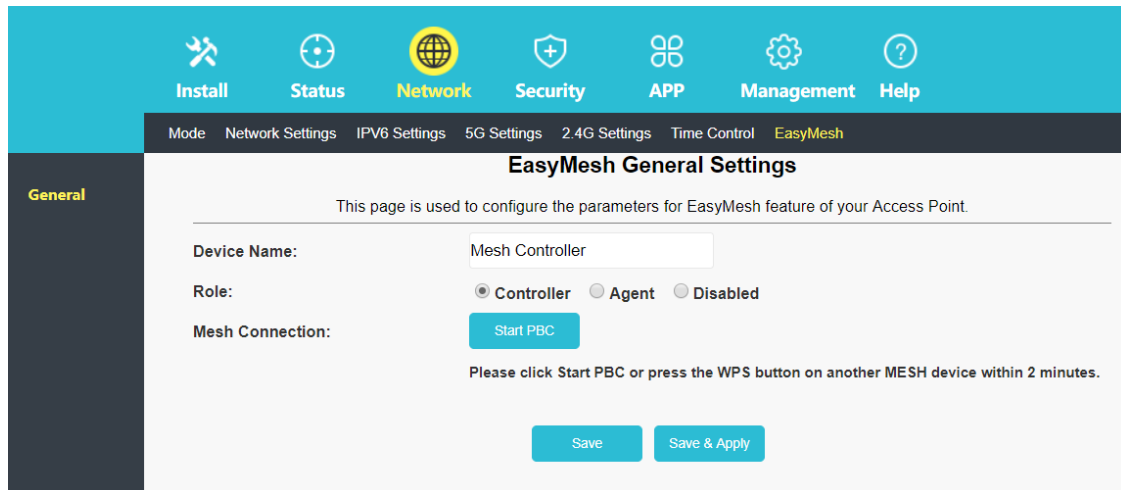 Install Status Network Security APP Management Help
Mode Network Settings IPV6 Settings 5G Settings 2.4G Settings Time Control EasyMesh
General
EasyMesh General Settings
This page is used to configure the parameters for EasyMesh feature of your Access Point.
Device Name: Mesh Controller
Role: Controller Agent Disabled
Mesh Connection: Start PBC
Please click Start PBC or press the WPS button on another MESH device within 2 minutes.
Save Save & Apply